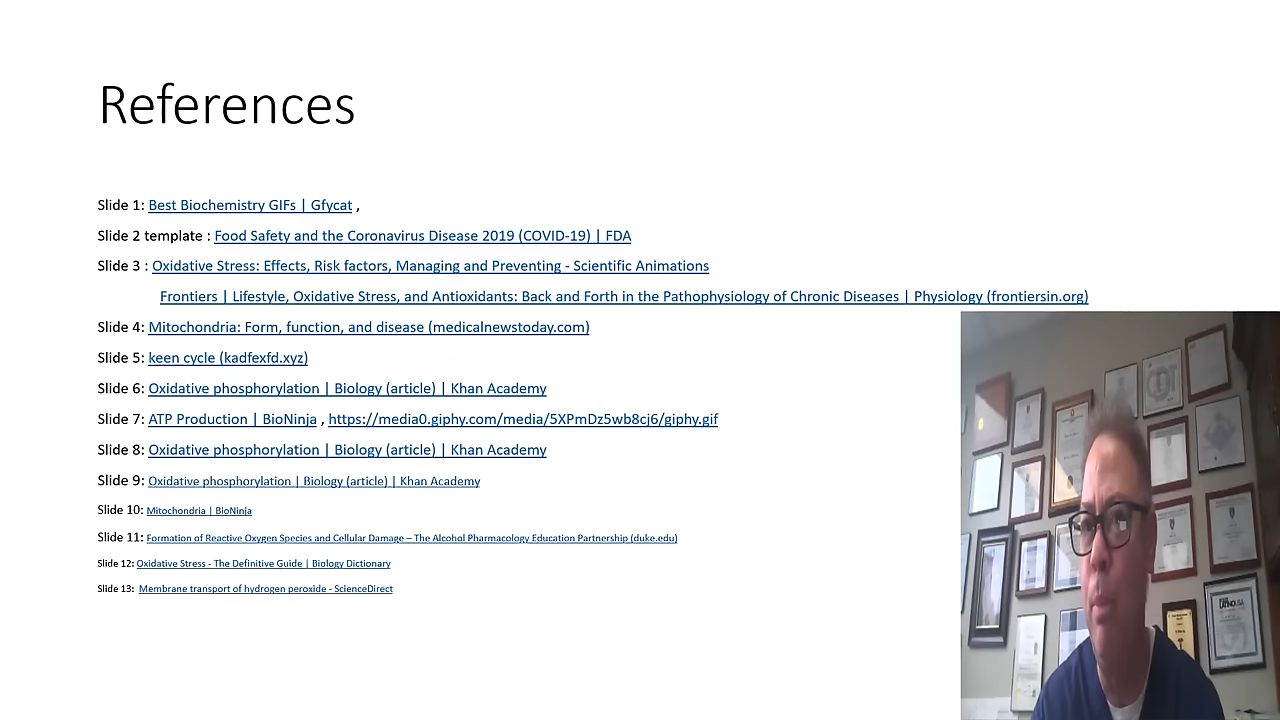 References
Slide 1: Best Biochemistry GIFs | Gfycat ,
Slide 2 template : Food Safety and the Coronavirus Disease 2019 (COVID-19) | FDA
Slide 3 : Oxidative Stress: Effects, Risk factors, Managing and Preventing - Scientific Animations
Frontiers | Lifestyle, Oxidative Stress, and Antioxidants: Back and Forth in the Pathophysiology of Chronic Diseases | Physiology (frontiersin.org)
Slide 4: Mitochondria: Form, function, and disease (medicalnewstoday.com)
Slide 5: keen cycle (kadfexfd.xyz)
Slide 6: Oxidative phosphorylation | Biology (article) | Khan Academy
Slide 7: ATP Production | BioNinja , https://media0.giphy.com/media/5XPmDz5wb8cj6/giphy.gif
Slide 8: Oxidative phosphorylation | Biology (article) | Khan Academy
Slide 9: Oxidative phosphorylation | Biology (article) | Khan Academy
Slide 10: Mitochondria | BioNinja
Slide 11: Formation of Reactive Oxygen Species and Cellular Damage – The Alcohol Pharmacology Education Partnership (duke.edu)
Slide 12: Oxidative Stress - The Definitive Guide | Biology Dictionary
Slide 13: Membrane transport of hydrogen peroxide - ScienceDirect